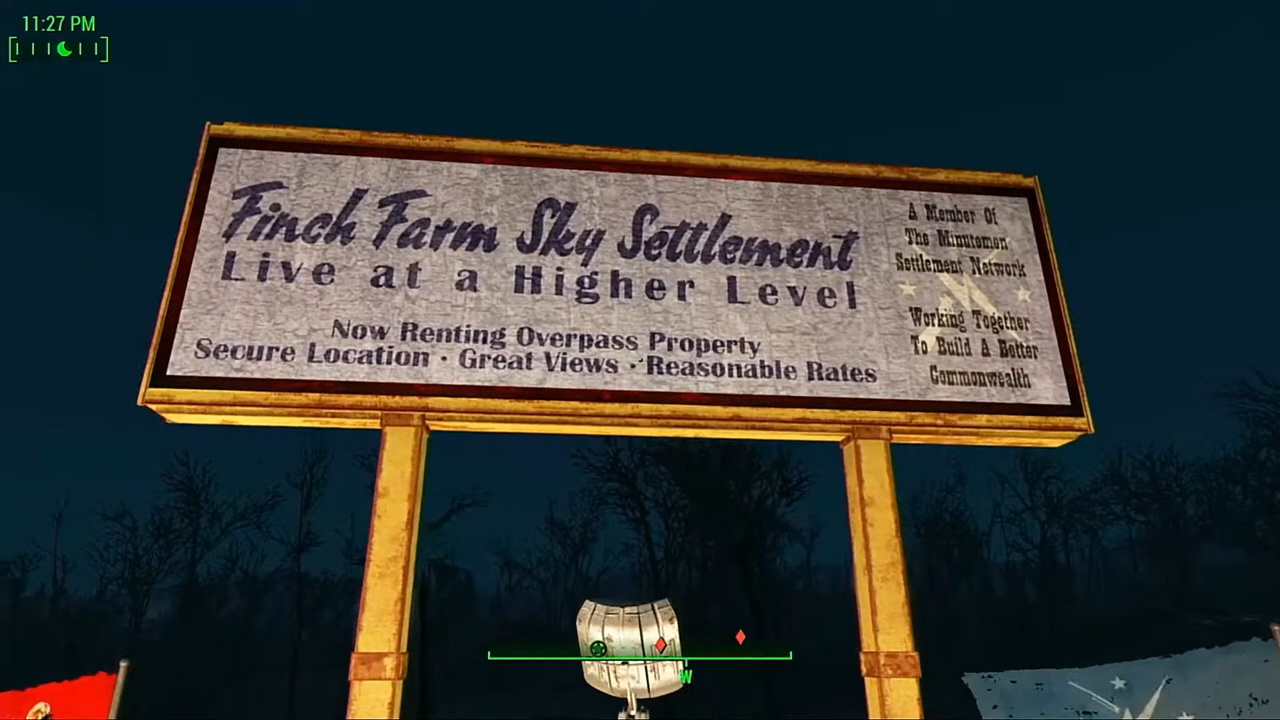 11:27 PM
Finch Farm Sky Settlement
Live at a Higher Level
Now Renting Overpass Property
Secure Location · Great Views · Reasonable Rates
A Member Of
The Minutemen
Settlement Network
Working Together
To Build A Better
Commonwealth
W